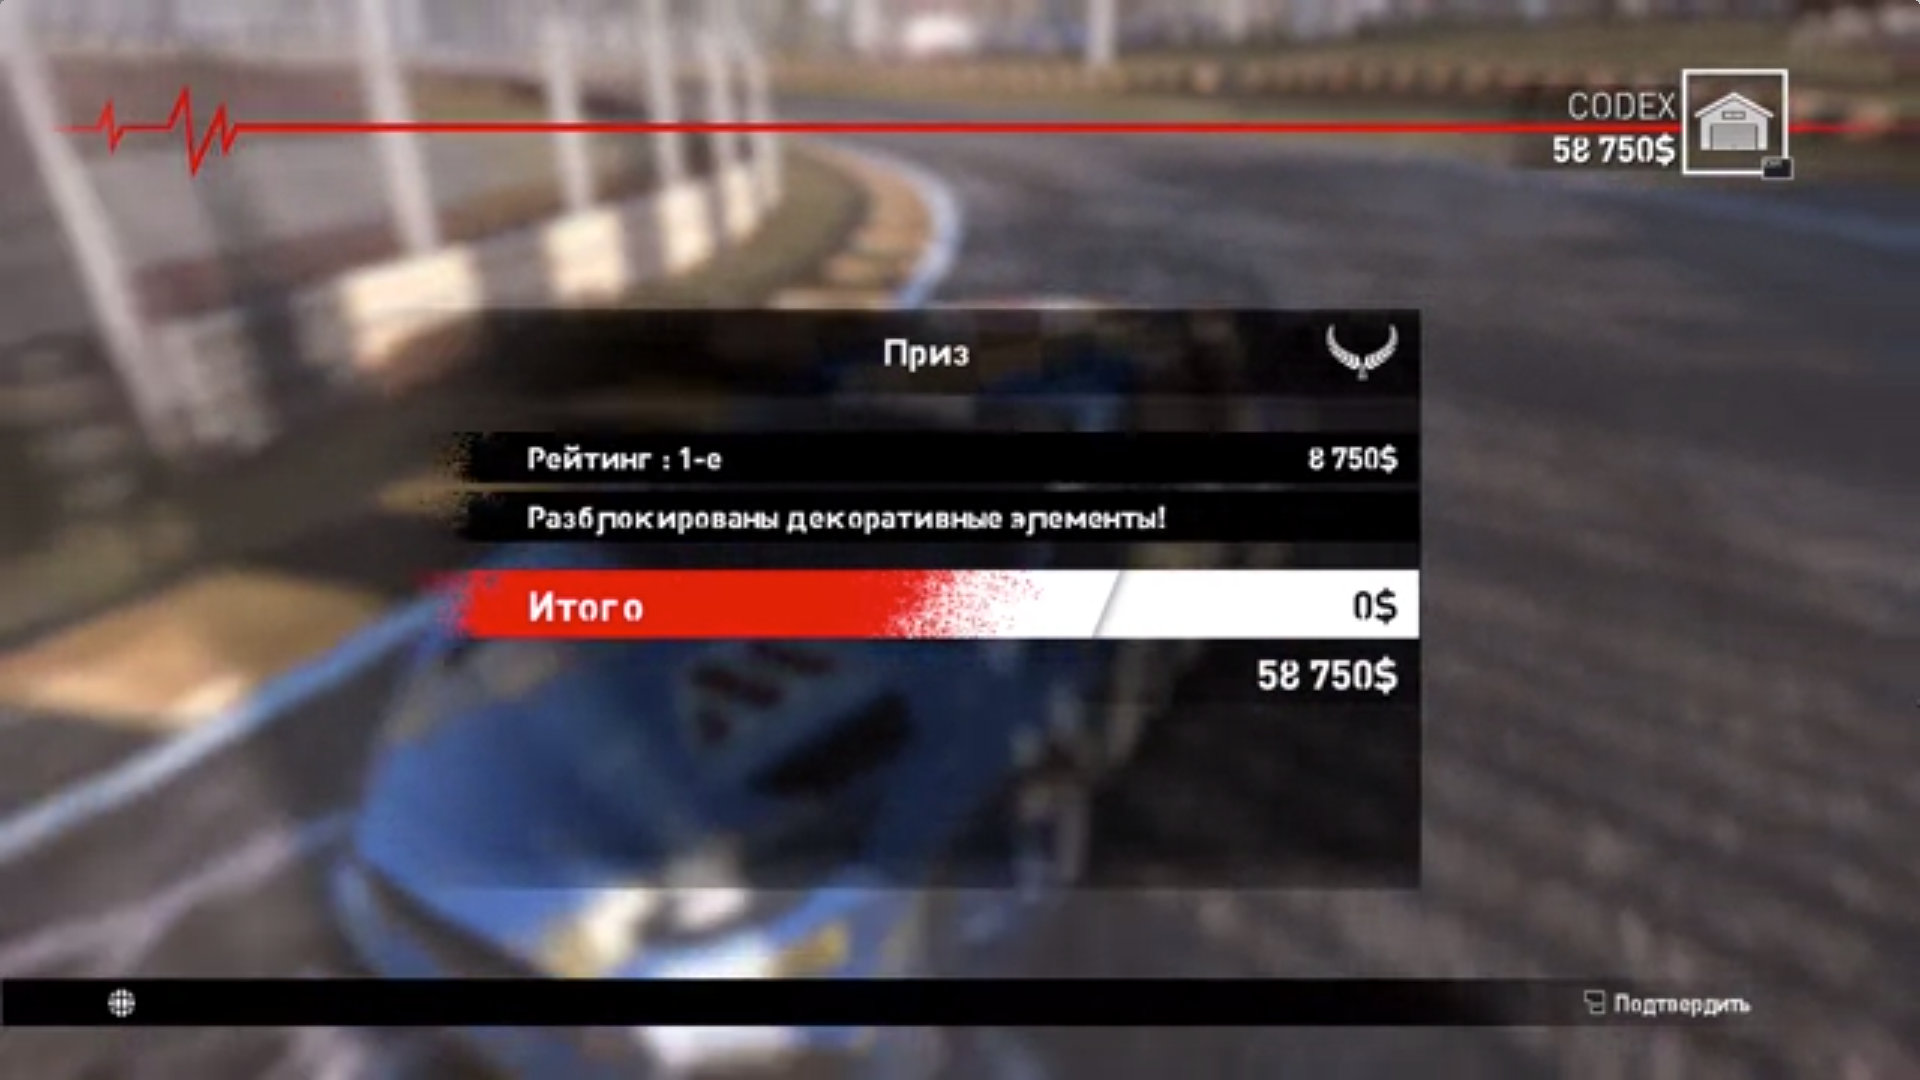 CODEX
58 750$
Приз
Рейтинг : 1-е 8 750$
Разблокированы декоративные элементы!
Итого 0$
58 750$
Подтвердить